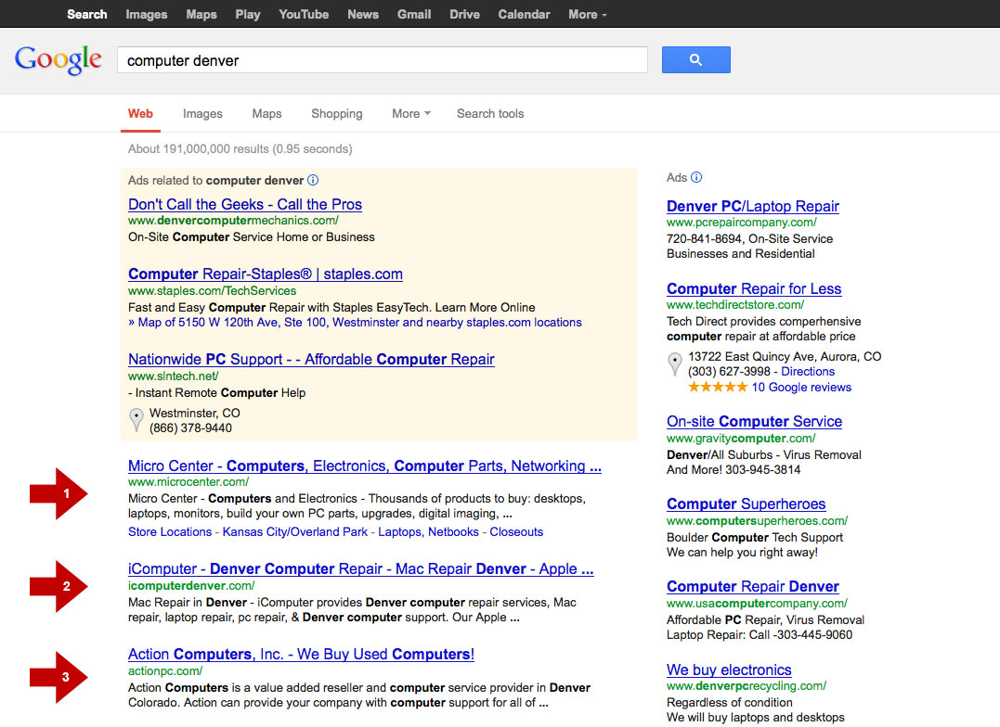 Search Images Maps Play YouTube News Gmail Drive Calendar More
Google computer denver
Web Images Maps Shopping More Search tools
About 191,000,000 results (0.95 seconds)
Ads related to computer denver
Don't Call the Geeks - Call the Pros
www.denvercomputermechanics.com/
On-Site Computer Service Home or Business
Computer Repair-Staples® | staples.com
www.staples.com/TechServices
Fast and Easy Computer Repair with Staples EasyTech. Learn More Online
» Map of 5150 W 120th Ave, Ste 100, Westminster and nearby staples.com locations
Nationwide PC Support - - Affordable Computer Repair
www.slntech.net/
- Instant Remote Computer Help
Westminster, CO
(866) 378-9440
1
Micro Center - Computers, Electronics, Computer Parts, Networking ...
www.microcenter.com/
Micro Center - Computers and Electronics - Thousands of products to buy: desktops,
laptops, monitors, build your own PC parts, upgrades, digital imaging, ...
Store Locations - Kansas City/Overland Park - Laptops, Netbooks - Closeouts
2
iComputer - Denver Computer Repair - Mac Repair Denver - Apple ...
icomputerdenver.com/
Mac Repair in Denver - iComputer provides Denver computer repair services, Mac
repair, laptop repair, pc repair, & Denver computer support. Our Apple ...
3
Action Computers, Inc. - We Buy Used Computers!
actionpc.com/
Action Computers is a value added reseller and computer service provider in Denver
Colorado. Action can provide your company with computer support for all of ...
Ads
Denver PC/Laptop Repair
www.pcrepaircompany.com/
720-841-8694, On-Site Service
Businesses and Residential
Computer Repair for Less
www.techdirectstore.com/
Tech Direct provides comperhensive
computer repair at affordable price
13722 East Quincy Ave, Aurora, CO
(303) 627-3998 - Directions
10 Google reviews
On-site Computer Service
www.gravitycomputer.com/
Denver/All Suburbs - Virus Removal
And More! 303-945-3814
Computer Superheroes
www.computersuperheroes.com/
Boulder Computer Tech Support
We can help you right away!
Computer Repair Denver
www.usacomputercompany.com/
Affordable PC Repair, Virus Removal
Laptop Repair: Call -303-445-9060
We buy electronics
www.denverpcrecycling.com/
Regardless of condition
We will buy laptops and desktops